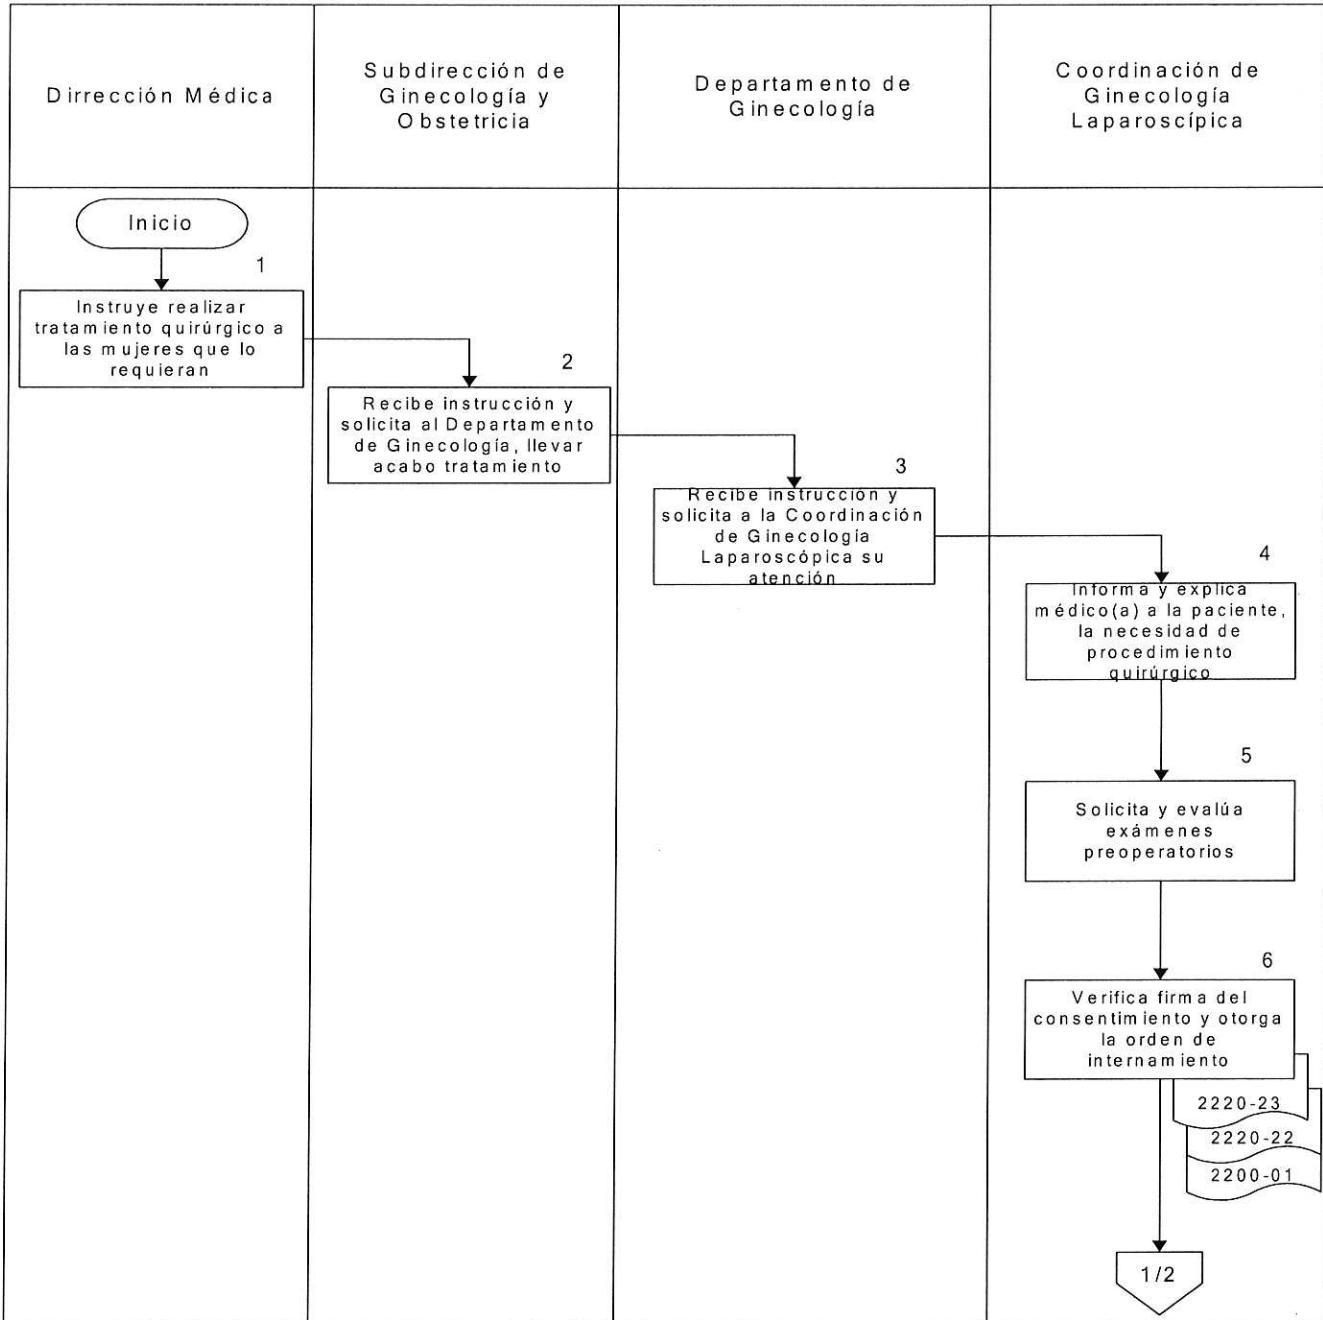 Dirrección Médica
Subdirección de
Ginecología y
Obstetricia
Departamento de
Ginecología
Coordinación de
Ginecología
Laparoscípica
Inicio
1
Instruye realizar
tratamiento quirúrgico a
las mujeres que lo
requieran
2
Recibe instrucción y
solicita al Departamento
de Ginecología, llevar
acabo tratamiento
3
Recibe instrucción y
solicita a la Coordinación
de Ginecología
Laparoscópica su
atención
4
Informa y explica
médico(a) a la paciente,
la necesidad de
procedimiento
quirúrgico
5
Solicita y evalúa
exámenes
preoperatorios
6
Verifica firma del
consentimiento y otorga
la orden de
internamiento
2220-23
2220-22
2200-01
1/2